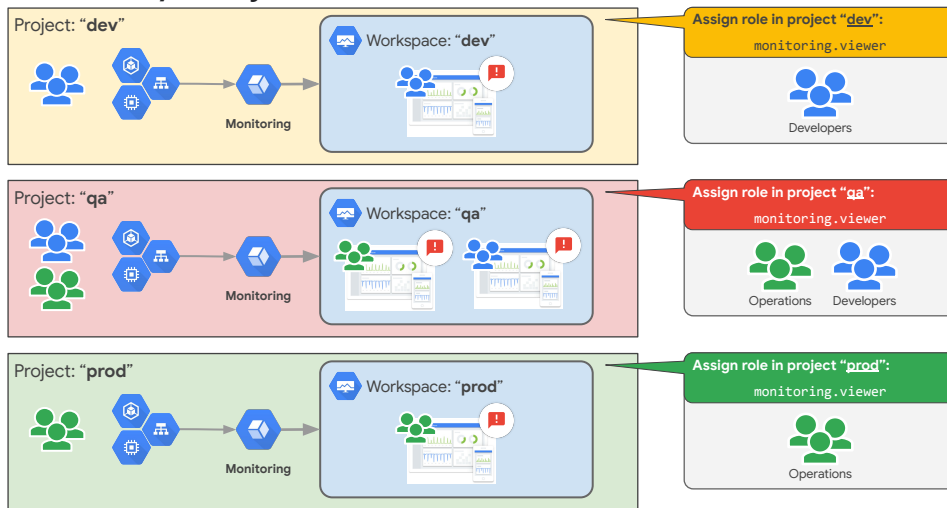 Project: “dev”
Workspace: “dev”
Monitoring
Assign role in project “dev”:
monitoring.viewer
Developers
Project: “qa”
Workspace: “qa”
Monitoring
Assign role in project “qa”:
monitoring.viewer
Operations
Developers
Project: “prod”
Workspace: “prod”
Monitoring
Assign role in project “prod”:
monitoring.viewer
Operations